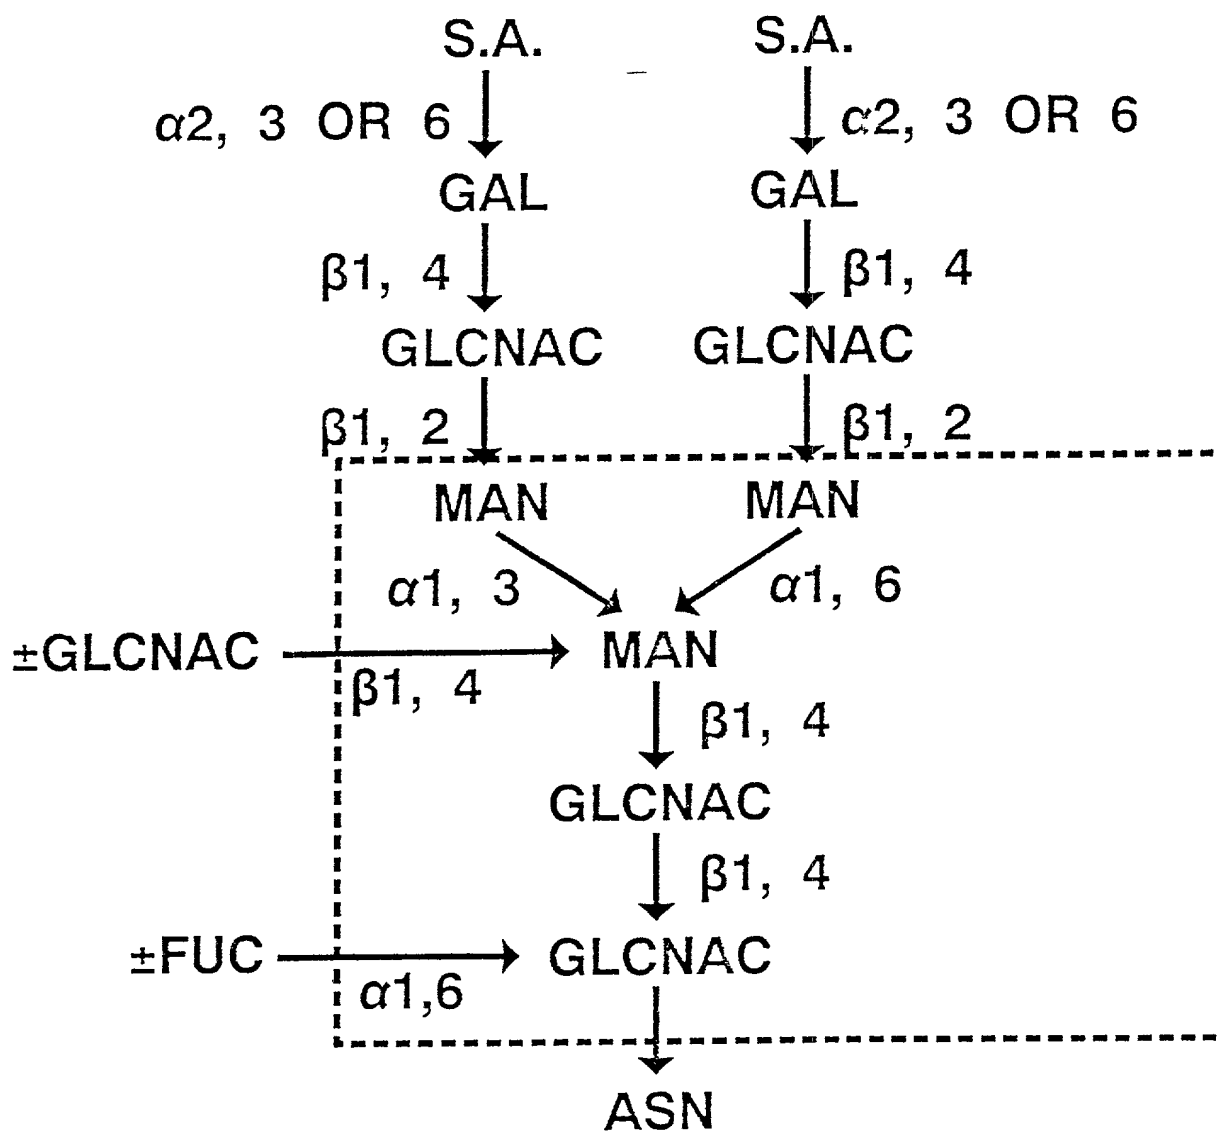 S.A. S.A.
α2, 3 OR 6 α2, 3 OR 6
GAL GAL
β1, 4 β1, 4
GLCNAC GLCNAC
β1, 2 β1, 2
MAN MAN
α1, 3 α1, 6
±GLCNAC MAN
β1, 4
β1, 4
GLCNAC
β1, 4
±FUC GLCNAC
α1,6
ASN